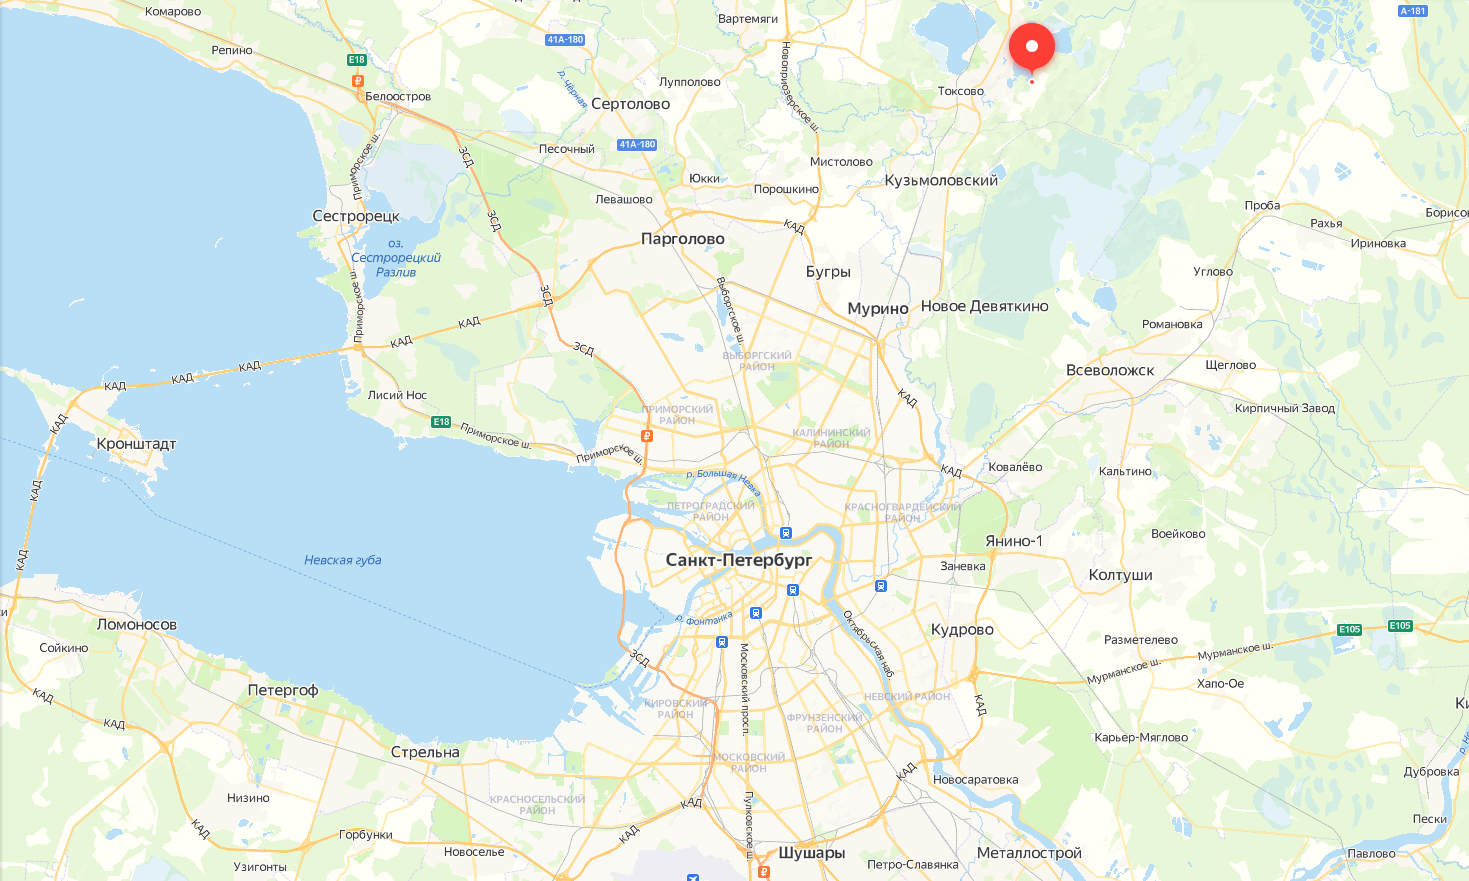 Комарово
Вартемяги
А-181
Репино
41А-180
Е18
Новоприозерское ш.
р. чёрная
Лупполово
Токсово
Белоостров
Сертолово
Приморское ш.
ЗСД
Песочный
41А-180
Мистолово
Юкки
Порошкино
Кузьмоловский
Левашово
Проба
Сестрорецк
ЗСД
КАД
Рахья
Парголово
Ириновка
оз.
Сестрорецкий
Разлив
Бугры
Углово
Приморское ш.
ЗСД
Выборгское ш.
Мурино
Новое Девяткино
КАД
Романовка
КАД
ЗСД
ВЫБОРГСКИЙ
РАЙОН
КАД
КАД
КАД
Всеволожск
Щеглово
Лисий Нос
КАД
ПРИМОРСКИЙ
РАЙОН
Кирпичный Завод
КАД
Е18
Приморское ш.
КАЛИНИНСКИЙ
РАЙОН
Кронштадт
Приморское ш.
Ковалёво
КАД
Кальтино
р. Большая Невка
КАД
ПЕТРОГРАДСКИЙ
РАЙОН
КРАСНОГВАРДЕЙСКИЙ
РАЙОН
Янино-1
Воейково
КАД
Невская губа
Санкт-Петербург
Заневка
Колтуши
р. Фонтанка
Октябрьская наб.
Ломоносов
Кудрово
Е105
Е105
Сойкино
ЗСД
Московский просп.
Разметелево
Мурманское ш.
Мурманское ш.
Петергоф
КАД
НЕВСКИЙ РАЙОН
КАД
Хапо-Ое
КИРОВСКИЙ
РАЙОН
ФРУНЗЕНСКИЙ
РАЙОН
КАД
Карьер-Мяглово
Стрельна
МОСКОВСКИЙ
РАЙОН
КАД
Новосаратовка
Дубровка
Низино
КРАСНОСЕЛЬСКИЙ
РАЙОН
КАД
Пулковское ш.
Пески
КАД
Горбунки
КАД
Новоселье
Шушары
Металлострой
Павлово
Узигонты
Петро-Славянка